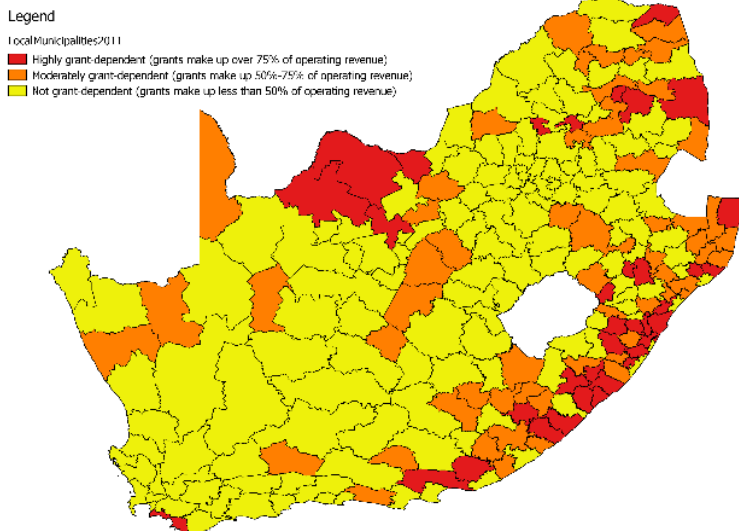 Legend
LocalMunicipalities2011
Highly grant-dependent (grants make up over 75% of operating revenue)
Moderately grant-dependent (grants make up 50%-75% of operating revenue)
Not grant-dependent (grants make up less than 50% of operating revenue)